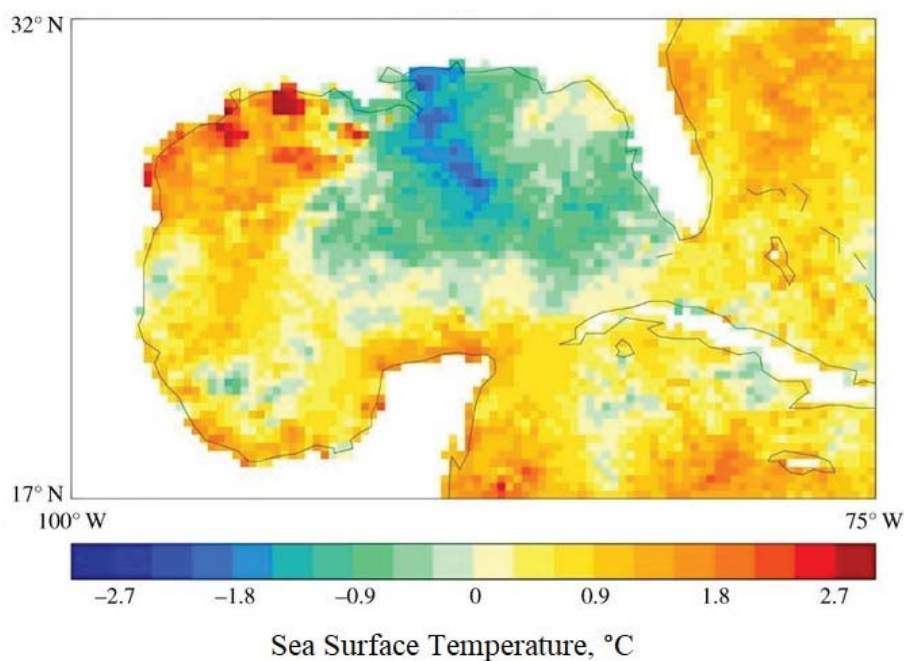 32° N
17° N
100° W 75° W
–2.7 –1.8 –0.9 0 0.9 1.8 2.7
Sea Surface Temperature, °C